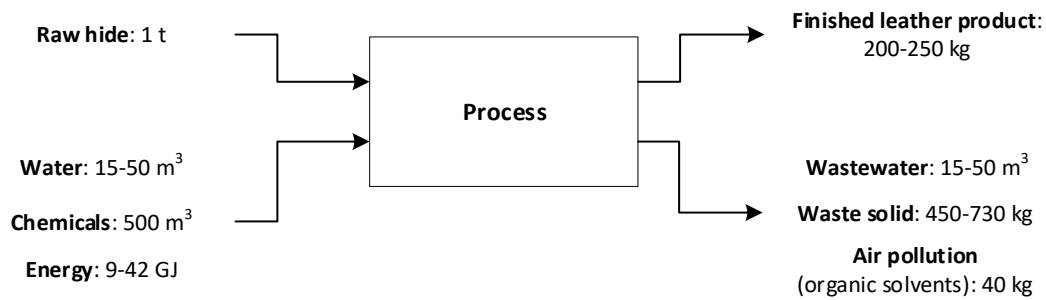 Raw hide: 1 t
Water: 15-50 m³
Chemicals: 500 m³
Energy: 9-42 GJ
Process
Finished leather product:
200-250 kg
Wastewater: 15-50 m³
Waste solid: 450-730 kg
Air pollution
(organic solvents): 40 kg